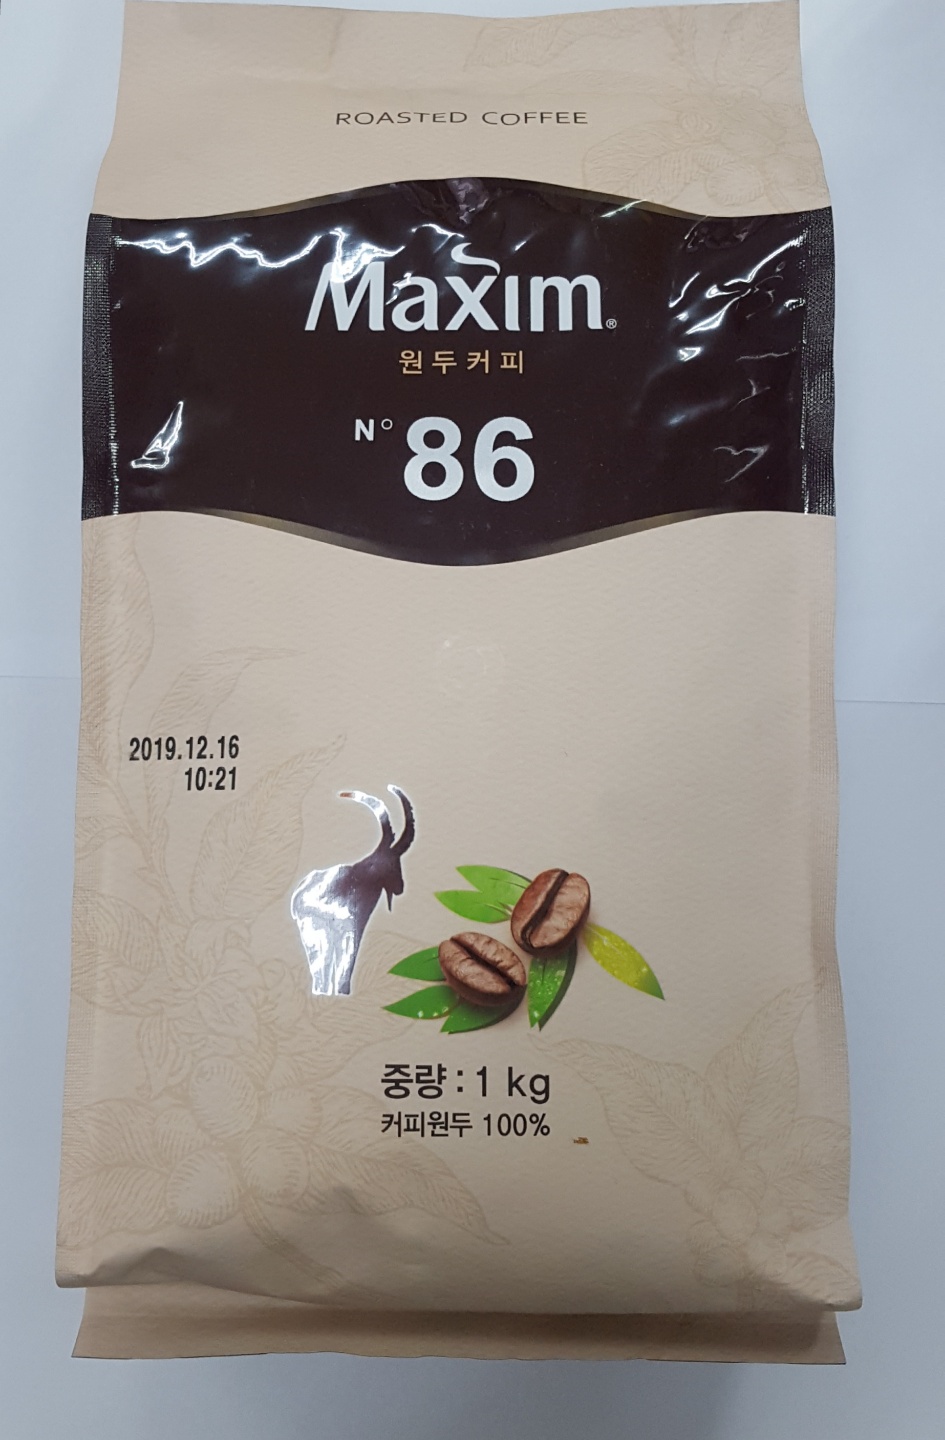 ROASTED COFFEE
Maxim®
원두커피
N° 86
2019.12.16
10:21
중량 : 1 kg
커피원두 100%